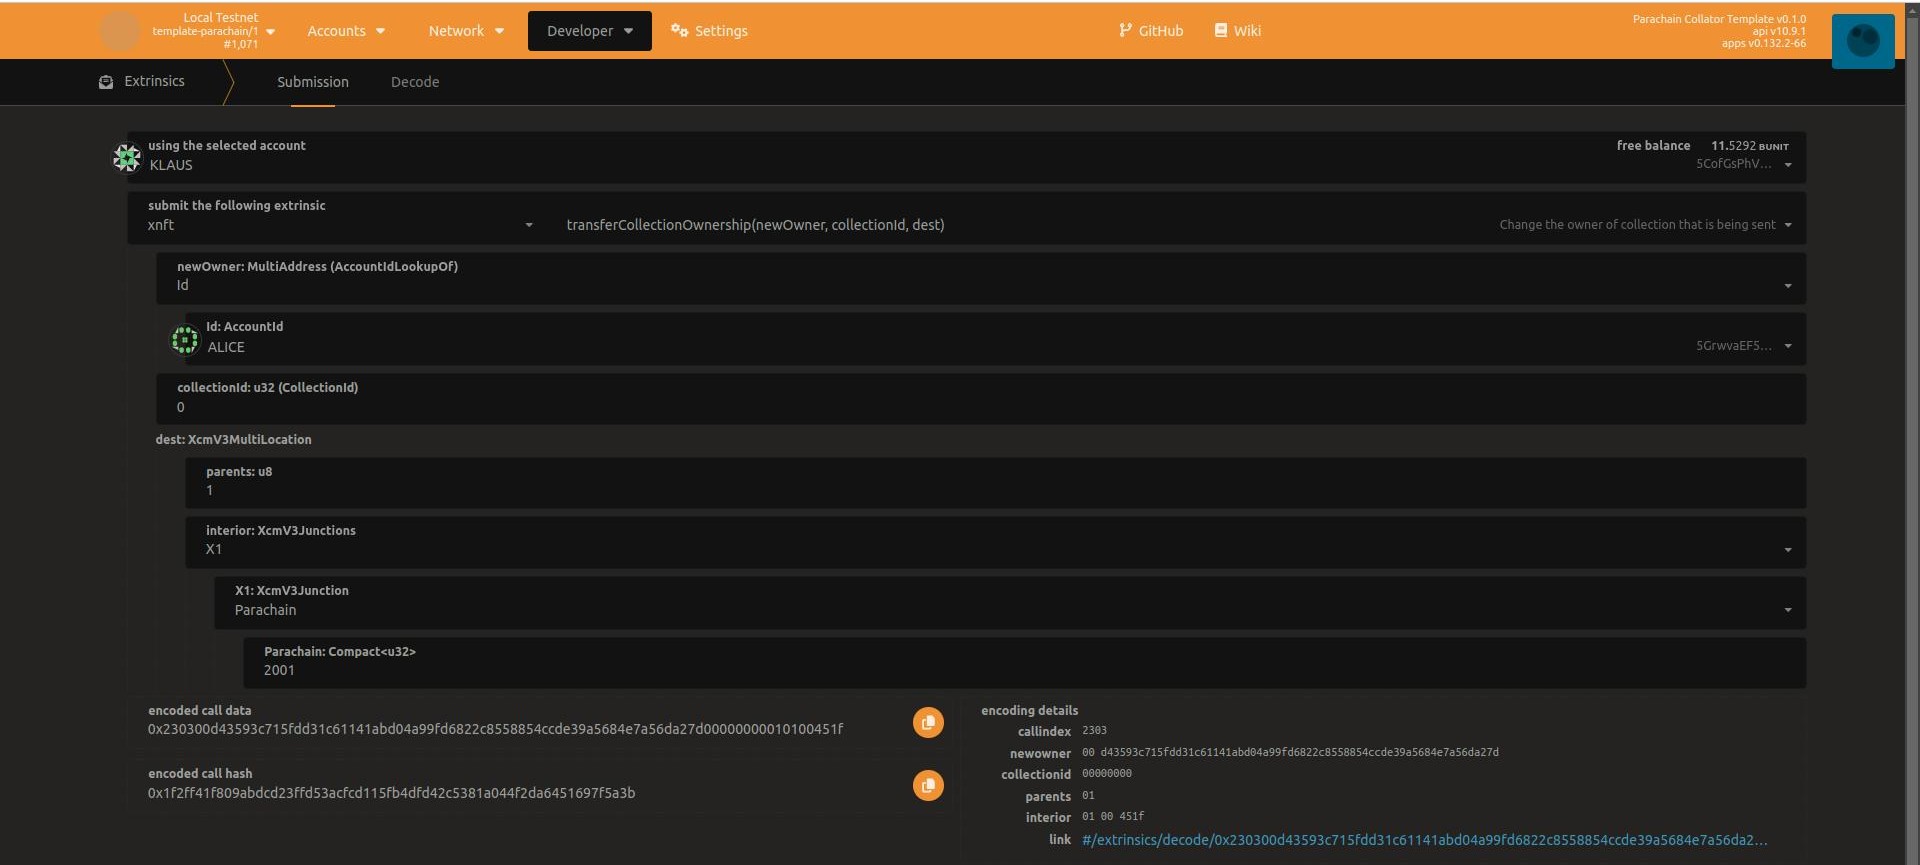 Local Testnet
template-parachain/1
#1,071
Accounts
Network
Developer
Settings
GitHub
Wiki
Parachain Collator Template v0.1.0
api v10.9.1
apps v0.132.2-66
Extrinsics
Submission
Decode
using the selected account
KLAUS
free balance 11.5292 BUNIT
5CofGsPhV...
submit the following extrinsic
xnft
transferCollectionOwnership(newOwner, collectionId, dest)
Change the owner of collection that is being sent
newOwner: MultiAddress (AccountIdLookupOf)
Id
Id: AccountId
ALICE
5GrwvaEF5...
collectionId: u32 (CollectionId)
0
dest: XcmV3MultiLocation
parents: u8
1
interior: XcmV3Junctions
X1
X1: XcmV3Junction
Parachain
Parachain: Compact<u32>
2001
encoded call data
0x230300d43593c715fdd31c61141abd04a99fd6822c8558854ccde39a5684e7a56da27d00000000010100451f
encoded call hash
0x1f2ff41f809abdcd23ffd53acfcd115fb4dfd42c5381a044f2da6451697f5a3b
encoding details
callindex 2303
newowner 00 d43593c715fdd31c61141abd04a99fd6822c8558854ccde39a5684e7a56da27d
collectionid 00000000
parents 01
interior 01 00 451f
link #/extrinsics/decode/0x230300d43593c715fdd31c61141abd04a99fd6822c8558854ccde39a5684e7a56da2...